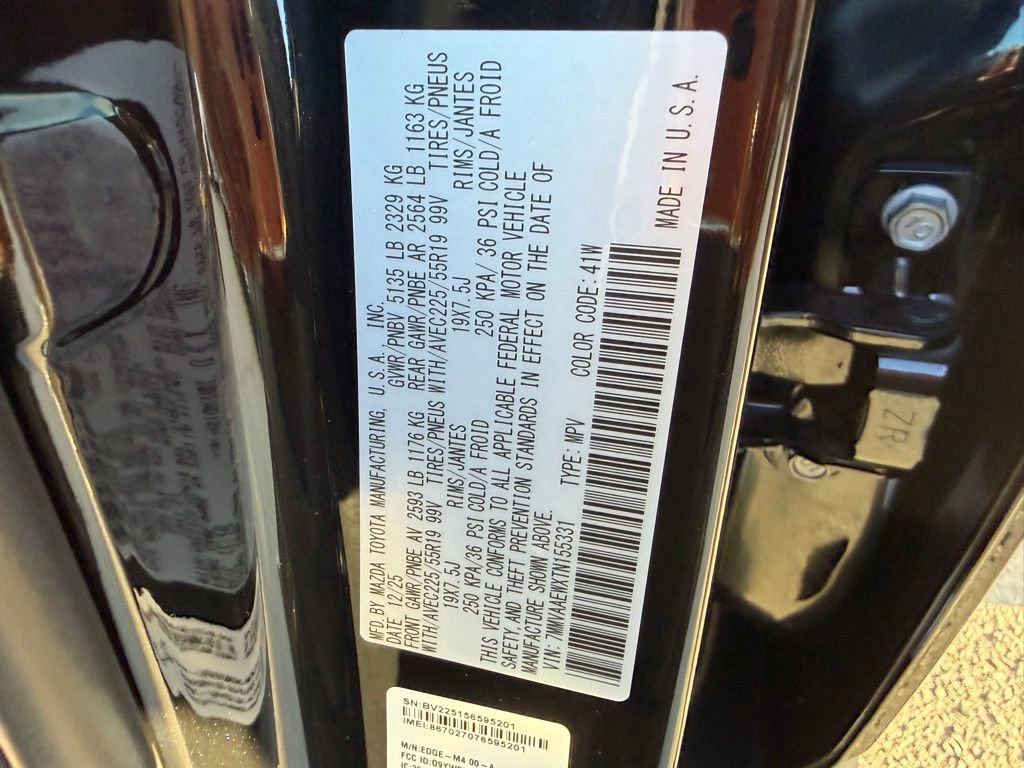 MFD.BY MAZDA TOYOTA MANUFACTURING, U.S.A. INC.
DATE 12/25 GVWR/PNBV 5135 LB 2329 KG
FRONT GAWR/PNBE AV 2593 LB 1176 KG REAR GAWR/PNBE AR 2564 LB 1163 KG
WITH/AVEC225/55R19 99V TIRES/PNEUS WITH/AVEC225/55R19 99V TIRES/PNEUS
19X7.5J RIMS/JANTES 19X7.5J RIMS/JANTES
250 KPA/36 PSI COLD/A FROID 250 KPA/ 36 PSI COLD/A FROID
THIS VEHICLE CONFORMS TO ALL APPLICABLE FEDERAL MOTOR VEHICLE
SAFETY AND THEFT PREVENTION STANDARDS IN EFFECT ON THE DATE OF
MANUFACTURE SHOWN ABOVE.
VIN: 7MMVAAEWXTN155331 TYPE: MPV COLOR CODE: 41W
MADE IN U.S.A.
SN:BV225156595201
IMEI:867027076595201
M/N:EDGE-M4 00-A
ZR